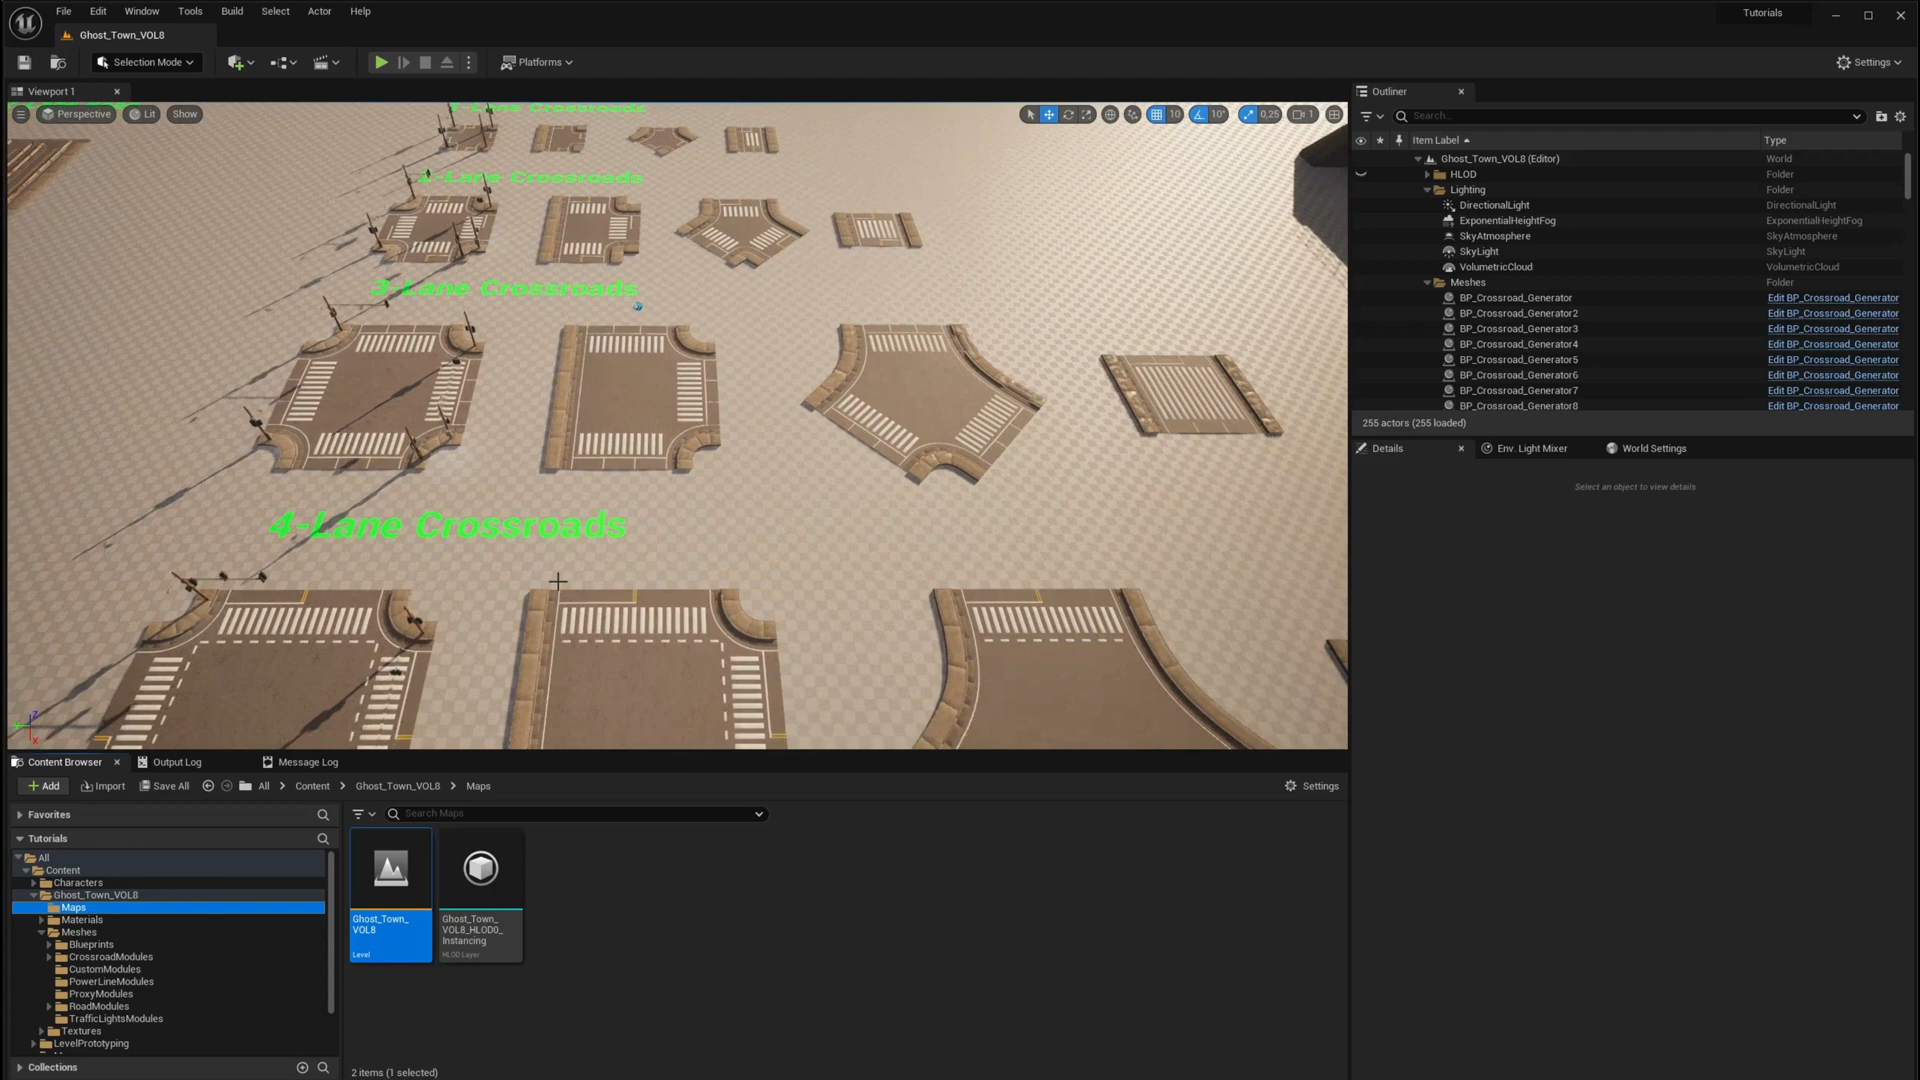 File Edit Window Tools Build Select Actor Help
Tutorials
Ghost_Town_VOL8
Selection Mode
Platforms
Settings
Viewport 1
Perspective
Lit
Show
10
10°
0,25
1
1-Lane Crossroads
2-Lane Crossroads
3-Lane Crossroads
4-Lane Crossroads
Outliner
Search...
Item Label Type
Ghost_Town_VOL8 (Editor) World
HLOD Folder
Lighting Folder
DirectionalLight DirectionalLight
ExponentialHeightFog ExponentialHeightFog
SkyAtmosphere SkyAtmosphere
SkyLight SkyLight
VolumetricCloud VolumetricCloud
Meshes Folder
BP_Crossroad_Generator Edit BP_Crossroad_Generator
BP_Crossroad_Generator2 Edit BP_Crossroad_Generator
BP_Crossroad_Generator3 Edit BP_Crossroad_Generator
BP_Crossroad_Generator4 Edit BP_Crossroad_Generator
BP_Crossroad_Generator5 Edit BP_Crossroad_Generator
BP_Crossroad_Generator6 Edit BP_Crossroad_Generator
BP_Crossroad_Generator7 Edit BP_Crossroad_Generator
BP_Crossroad_Generator8 Edit BP_Crossroad_Generator
255 actors (255 loaded)
Details
Env. Light Mixer
World Settings
Select an object to view details
Z
X
Content Browser
Output Log
Message Log
Add
Import
Save All
All
Content
Ghost_Town_VOL8
Maps
Settings
Favorites
Tutorials
All
Content
Characters
Ghost_Town_VOL8
Maps
Materials
Meshes
Blueprints
CrossroadModules
CustomModules
PowerLineModules
ProxyModules
RoadModules
TrafficLightsModules
Textures
LevelPrototyping
Collections
Search Maps
Ghost_Town_
VOL8
Level
Ghost_Town_
VOL8_HLOD0_
Instancing
HLOD Layer
2 items (1 selected)